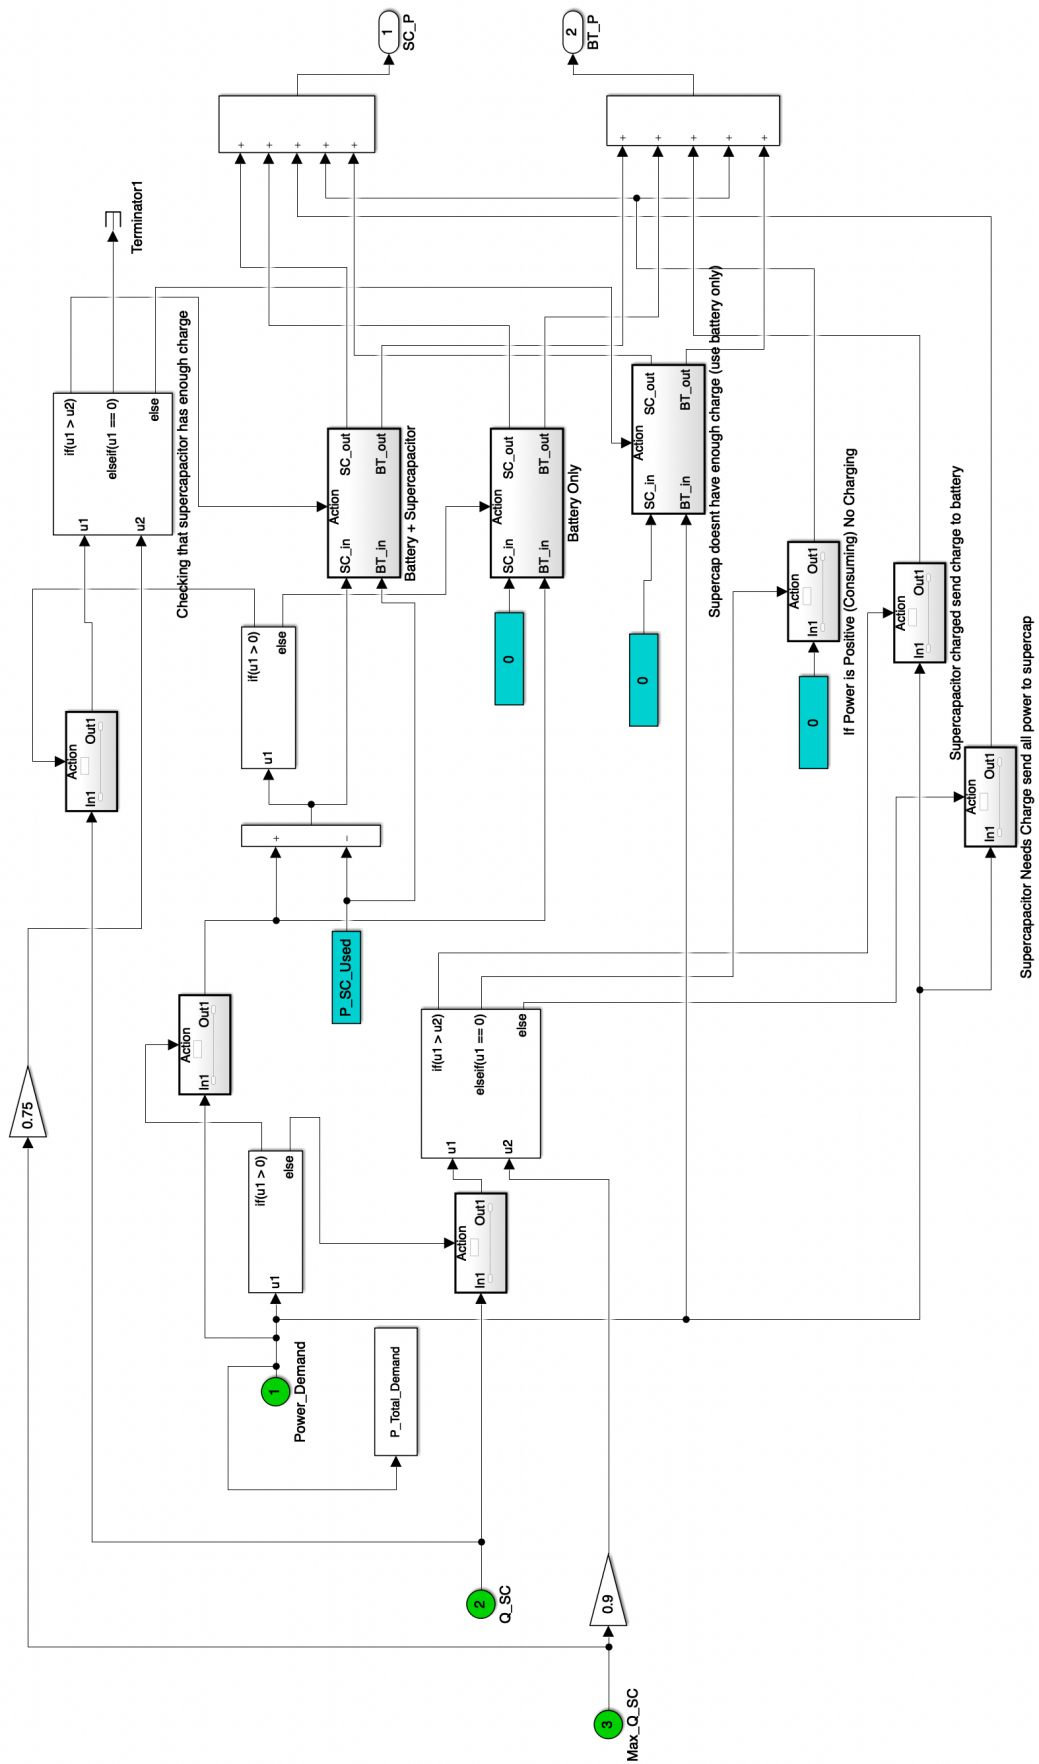 0.75
In1
Action
Out1
u1
u2
if(u1 > u2)
elseif(u1 == 0)
else
Checking that supercapacitor has enough charge
Terminator1
In1
Action
Out1
+
−
P_SC_Used
u1
if(u1 > 0)
else
SC_in
BT_in
Action
SC_out
BT_out
Battery + Supercapacitor
+
+
+
+
+
1
SC_P
1
Power_Demand
P_Total_Demand
u1
if(u1 > 0)
else
0
SC_in
BT_in
Action
SC_out
BT_out
Battery Only
2
Q_SC
In1
Action
Out1
u1
u2
if(u1 > u2)
elseif(u1 == 0)
else
0
SC_in
BT_in
Action
SC_out
BT_out
Supercap doesnt have enough charge (use battery only)
+
+
+
+
+
2
BT_P
3
Max_Q_SC
0.9
0
In1
Action
Out1
If Power is Positive (Consuming) No Charging
In1
Action
Out1
Supercapacitor charged send charge to battery
In1
Action
Out1
Supercapacitor Needs Charge send all power to supercap